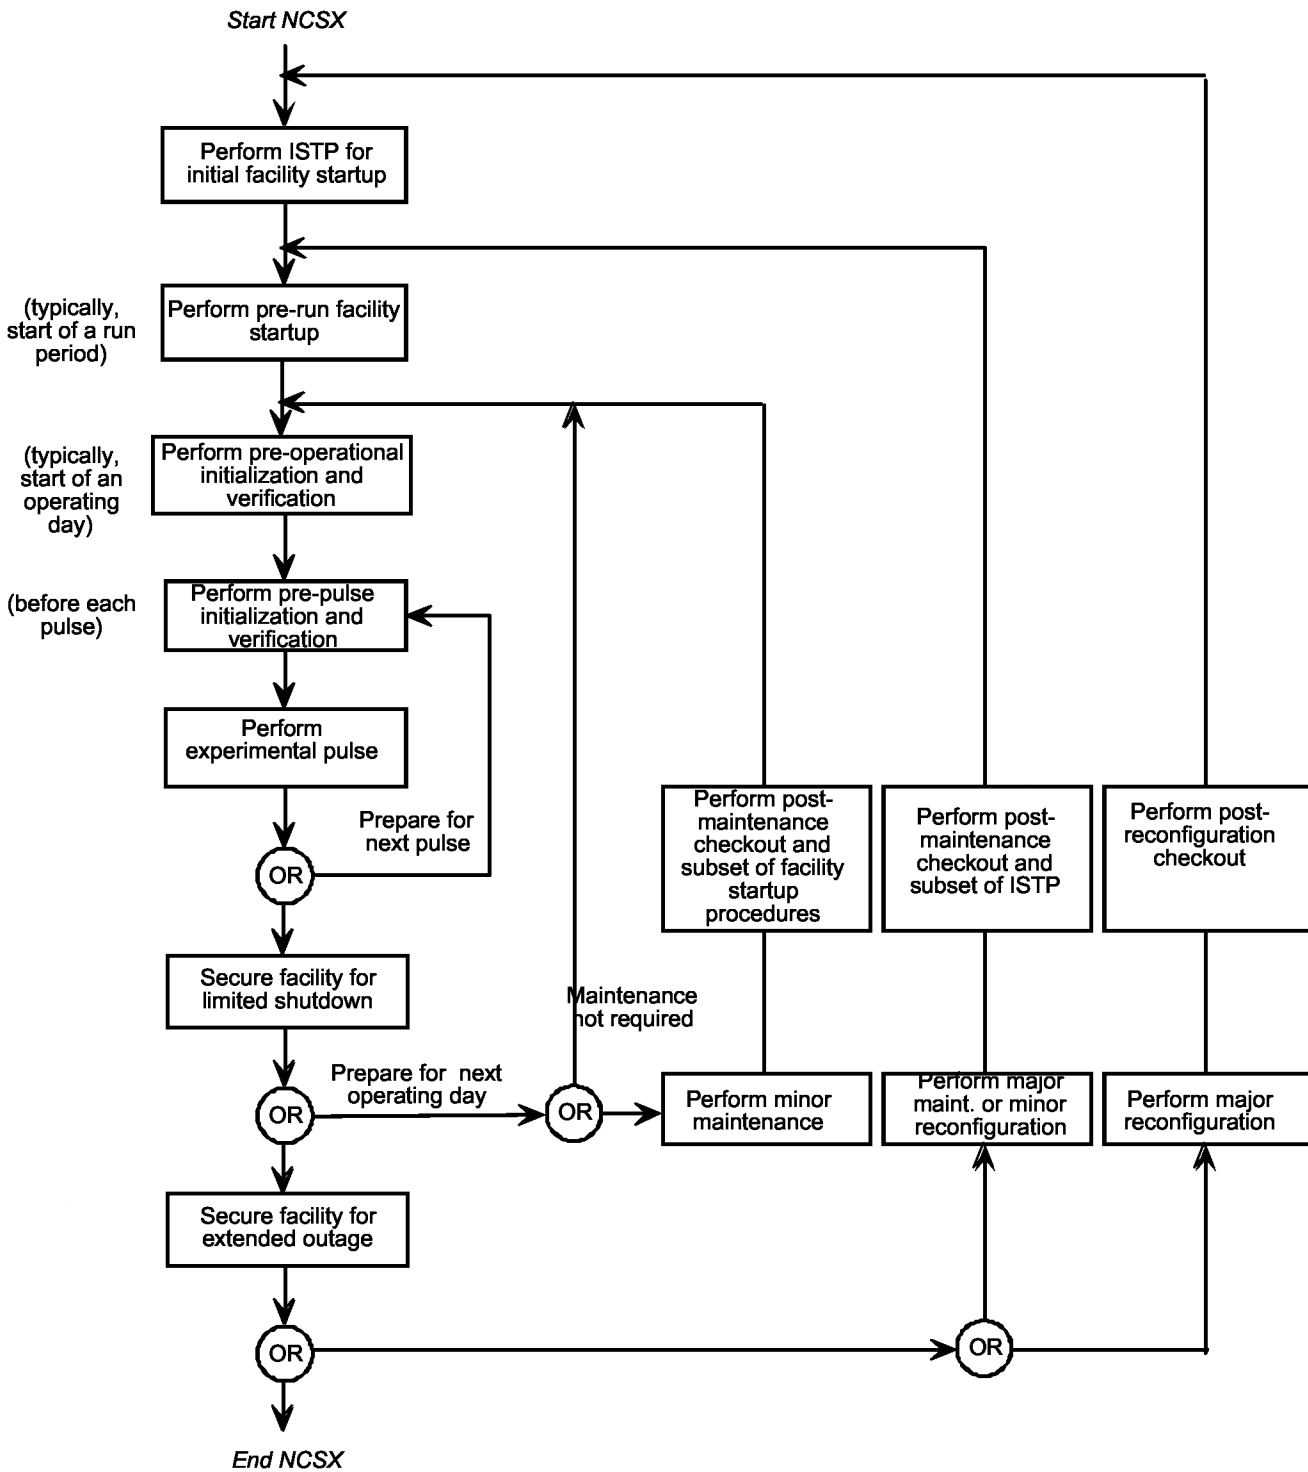 Start NCSX
Perform ISTP for
initial facility startup
(typically,
start of a run
period)
Perform pre-run facility
startup
(typically,
start of an
operating
day)
Perform pre-operational
initialization and
verification
(before each
pulse)
Perform pre-pulse
initialization and
verification
Perform
experimental pulse
Prepare for
next pulse
OR
Perform post-
maintenance
checkout and
subset of facility
startup
procedures
Perform post-
maintenance
checkout and
subset of ISTP
Perform post-
reconfiguration
checkout
Secure facility for
limited shutdown
Maintenance
not required
Prepare for next
operating day
OR
OR
Perform minor
maintenance
Perform major
maint. or minor
reconfiguration
Perform major
reconfiguration
Secure facility for
extended outage
OR
OR
End NCSX